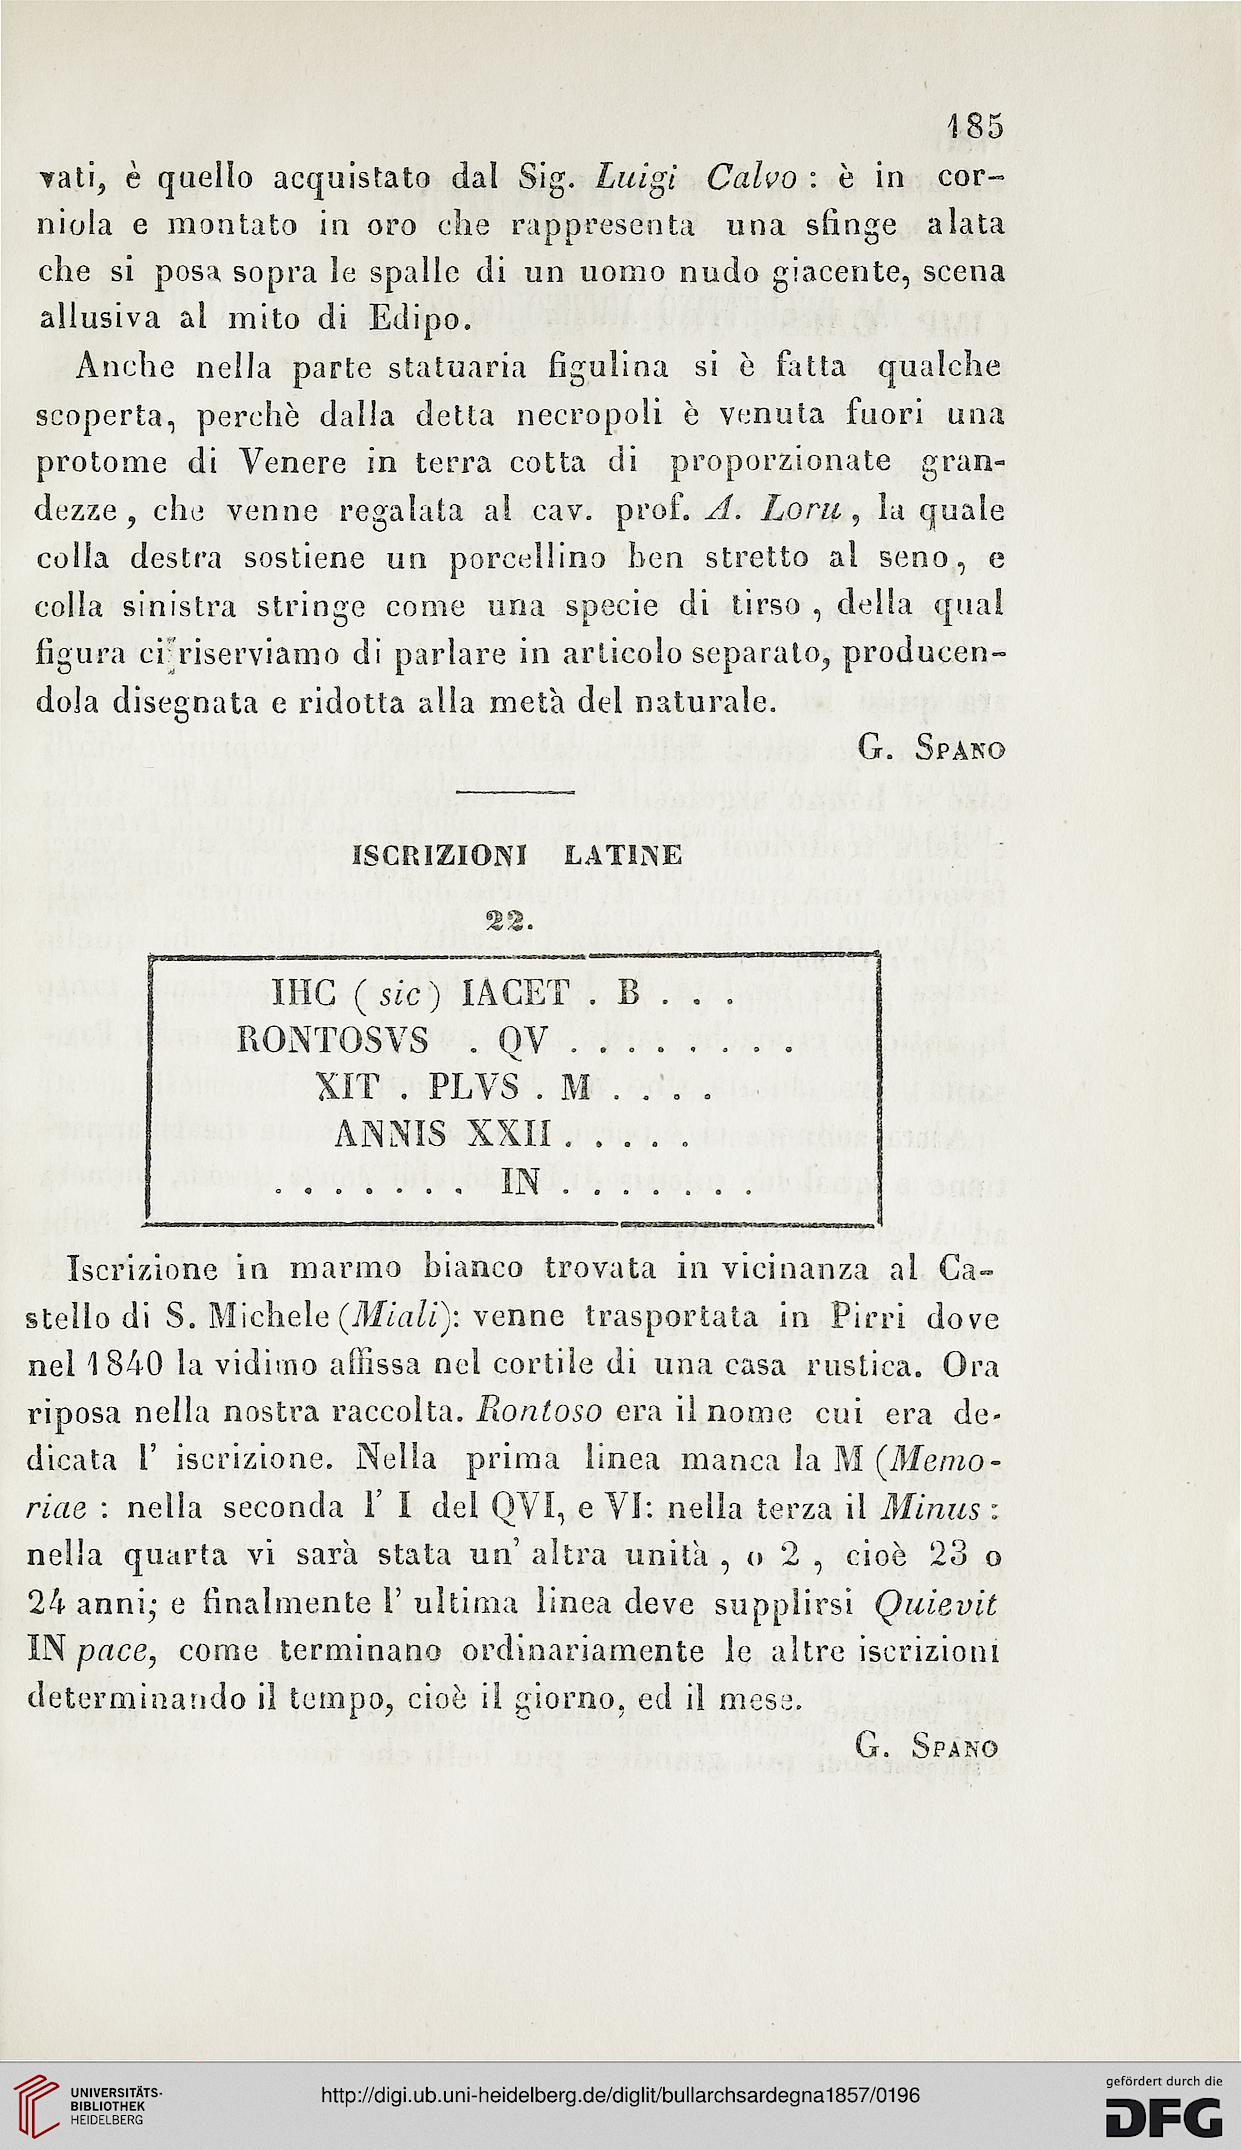 185
vati, è quello acquistato dal Sig. Luigi Calvo : è in cor-
niola e montato in oro che rappresenta una sfinge alata
che si posa sopra le spalle di un uomo nudo giacente, scena
allusiva al mito di Edipo.
Anche nella parte statuaria figulina si è fatta qualche
scoperta, perchè dalla detta necropoli è venuta fuori una
protome di Venere in terra cotta di proporzionate gran-
dezze, che venne regalata al cav. prof. A. Loru, la quale
colla destra sostiene un porcellino ben stretto al seno, e
colla sinistra stringe come una specie di tirso, della qual
figura ci riserviamo di parlare in articolo separato, producen-
dola disegnata e ridotta alla metà del naturale.
G. SPANO
ISCRIZIONI LATINE
22.
IHC (sic) IACET . B . . .
RONTOSVS . QV . . . . . . . .
XIT . PLVS . M . . . .
ANNIS XXII . . . . .
. . . . . . . IN . . . . . . .
Iscrizione in marmo bianco trovata in vicinanza al Ca-
stello di S. Michele (Miali): venne trasportata in Pirri dove
nel 1840 la vidimo affissa nel cortile di una casa rustica. Ora
riposa nella nostra raccolta. Rontoso era il nome cui era de-
dicata l' iscrizione. Nella prima linea manca la M (Memo-
riae : nella seconda l' I del QVI, e VI: nella terza il Minus :
nella quarta vi sarà stata un' altra unità, o 2, cioè 23 o
24 anni; e finalmente l' ultima linea deve supplirsi Quievit
IN pace, come terminano ordinariamente le altre iscrizioni
determinando il tempo, cioè il giorno, ed il mese.
G. SPANO
UNIVERSITÄTS-
BIBLIOTHEK
HEIDELBERG
http://digi.ub.uni-heidelberg.de/diglit/bullarchsardegna1857/0196
gefördert durch die
DFG